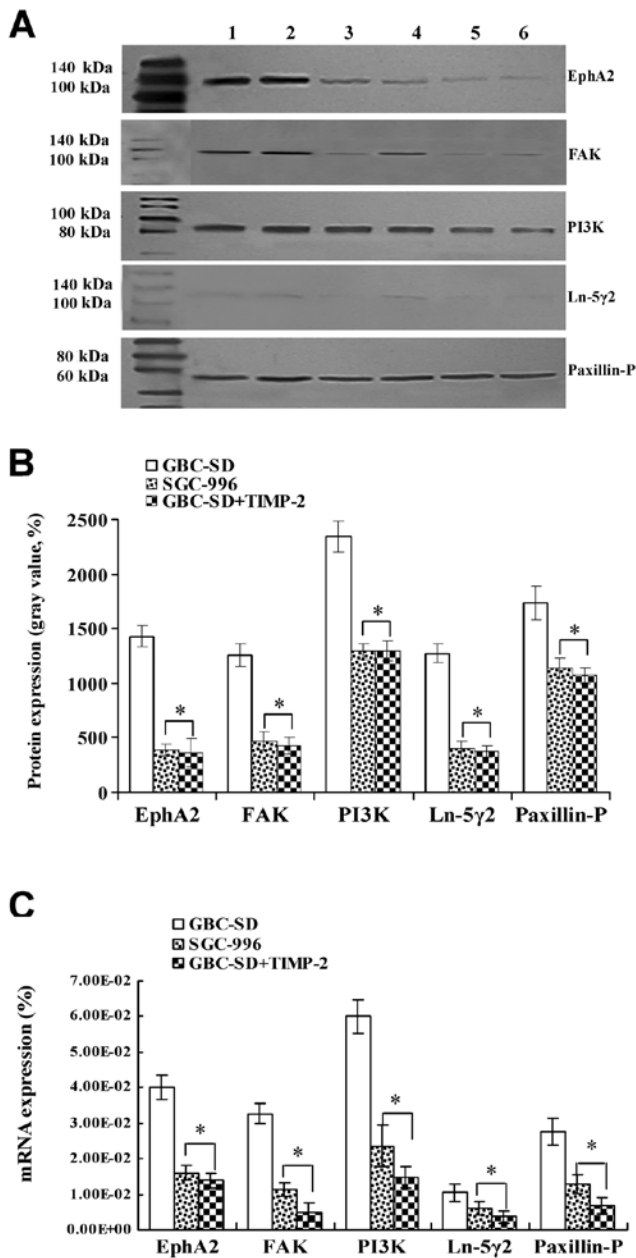 A
1 2 3 4 5 6
140 kDa
100 kDa
EphA2
140 kDa
100 kDa
FAK
100 kDa
80 kDa
PI3K
140 kDa
100 kDa
Ln-5γ2
80 kDa
60 kDa
Paxillin-P
B
GBC-SD
SGC-996
GBC-SD+TIMP-2
Protein expression (gray value, %)
2500
2000
1500
1000
500
0
* * * * *
EphA2 FAK PI3K Ln-5γ2 Paxillin-P
C
GBC-SD
SGC-996
GBC-SD+TIMP-2
mRNA expression (%)
7.00E-02
6.00E-02
5.00E-02
4.00E-02
3.00E-02
2.00E-02
1.00E-02
0.00E+00
* * * * *
EphA2 FAK PI3K Ln-5γ2 Paxillin-P